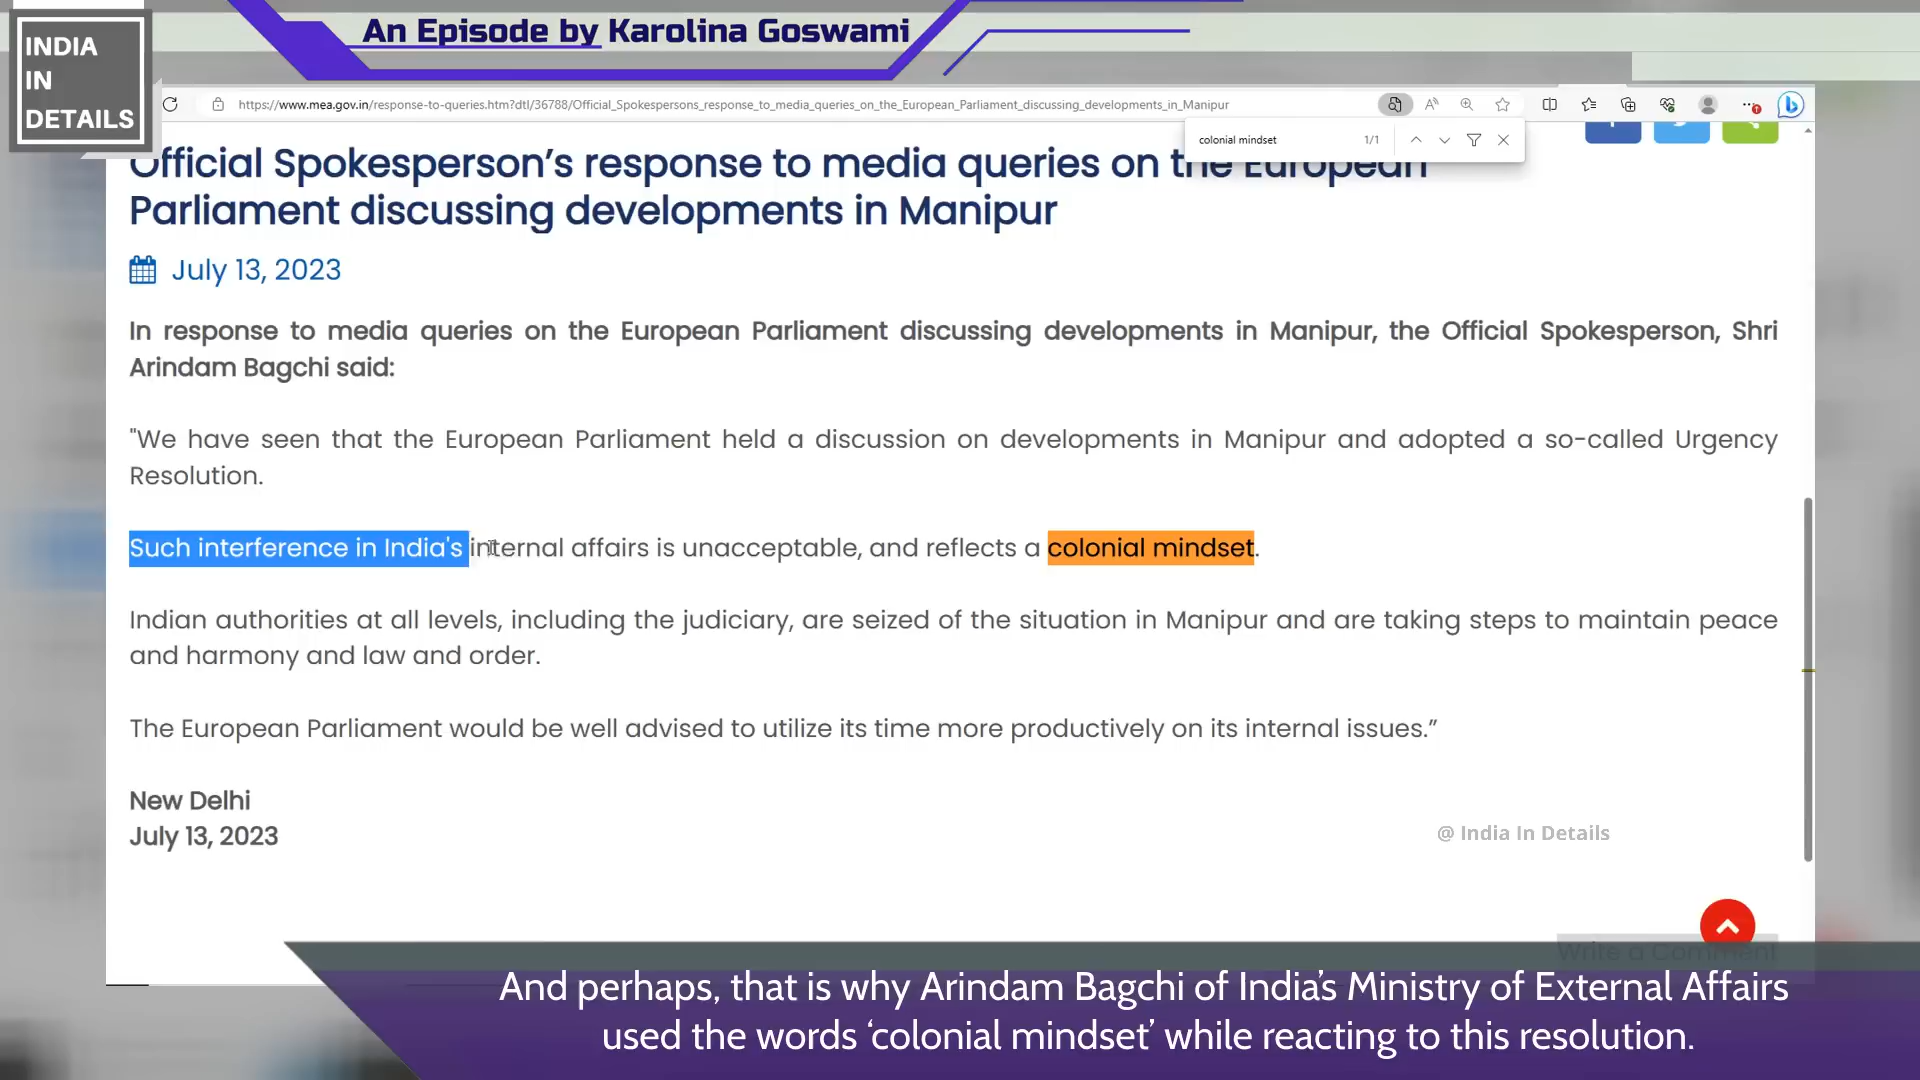 An Episode by Karolina Goswami
INDIA
IN
DETAILS
https://www.mea.gov.in/response-to-queries.htm?dtl/36788/Official_Spokespersons_response_to_media_queries_on_the_European_Parliament_discussing_developments_in_Manipur
colonial mindset 1/1
Official Spokesperson's response to media queries on the European
Parliament discussing developments in Manipur
July 13, 2023
In response to media queries on the European Parliament discussing developments in Manipur, the Official Spokesperson, Shri
Arindam Bagchi said:
"We have seen that the European Parliament held a discussion on developments in Manipur and adopted a so-called Urgency
Resolution.
Such interference in India's internal affairs is unacceptable, and reflects a colonial mindset.
Indian authorities at all levels, including the judiciary, are seized of the situation in Manipur and are taking steps to maintain peace
and harmony and law and order.
The European Parliament would be well advised to utilize its time more productively on its internal issues.”
New Delhi
July 13, 2023
@ India In Details
Write a Comment
And perhaps, that is why Arindam Bagchi of India’s Ministry of External Affairs
used the words ‘colonial mindset’ while reacting to this resolution.